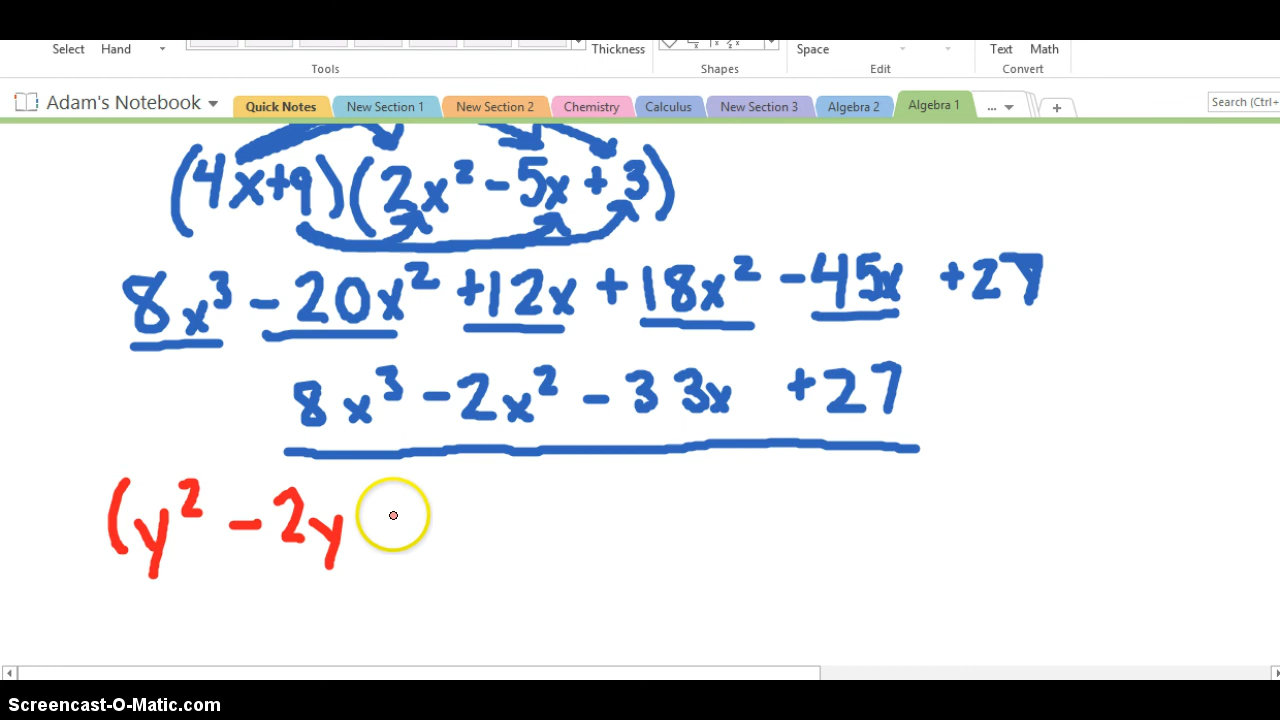 Select Hand Thickness Space Text Math
Tools Shapes Edit Convert
Adam's Notebook Quick Notes New Section 1 New Section 2 Chemistry Calculus New Section 3 Algebra 2 Algebra 1 ... + Search (Ctrl+
(4x+9)(2x² - 5x + 3)
8x³ - 20x² +12x + 18x² - 45x +27
8x³ - 2x² - 33x +27
(y² - 2y
Screencast-O-Matic.com